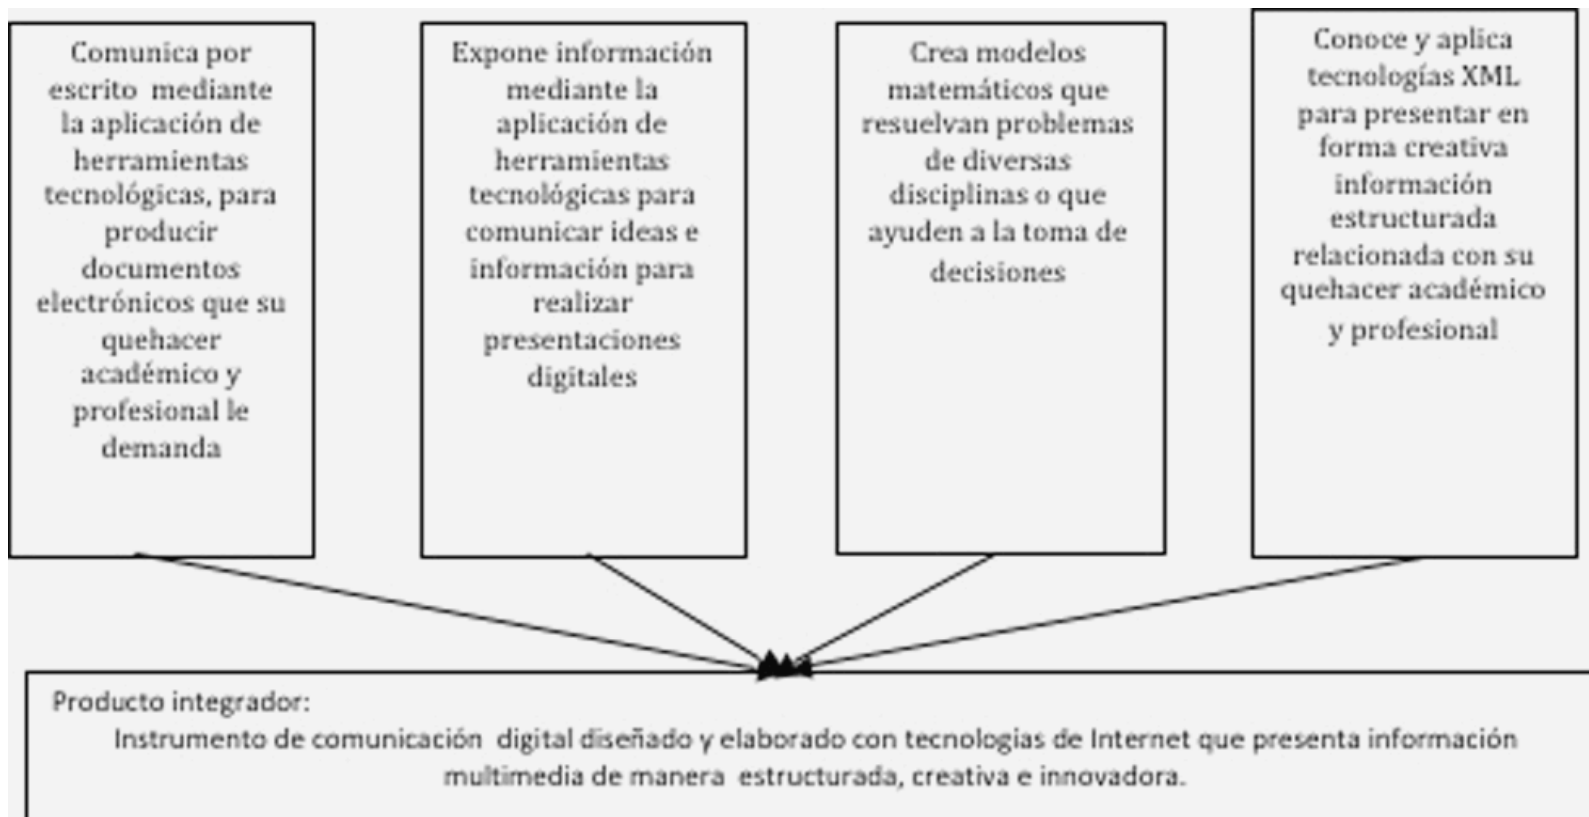 Comunica por
escrito mediante
la aplicación de
herramientas
tecnológicas, para
producir
documentos
electrónicos que su
quehacer
académico y
profesional le
demanda
Expone información
mediante la
aplicación de
herramientas
tecnológicas para
comunicar ideas e
información para
realizar
presentaciones
digitales
Crea modelos
matemáticos que
resuelvan problemas
de diversas
disciplinas o que
ayuden a la toma de
decisiones
Conoce y aplica
tecnologías XML
para presentar en
forma creativa
información
estructurada
relacionada con su
quehacer académico
y profesional
Producto integrador:
Instrumento de comunicación digital diseñado y elaborado con tecnologías de Internet que presenta información
multimedia de manera estructurada, creativa e innovadora.